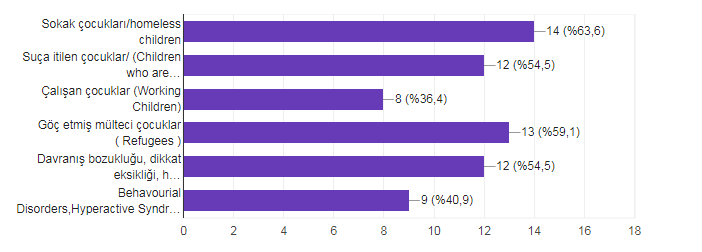 Sokak çocukları/homeless
children
14 (%63,6)
Suça itilen çocuklar/ (Children
who are…
12 (%54,5)
Çalışan çocuklar (Working
Children)
8 (%36,4)
Göç etmiş mülteci çocuklar
( Refugees )
13 (%59,1)
Davranış bozukluğu, dikkat
eksikliği, h…
12 (%54,5)
Behavourial
Disorders,Hyperactive Syndr…
9 (%40,9)
0 2 4 6 8 10 12 14 16 18